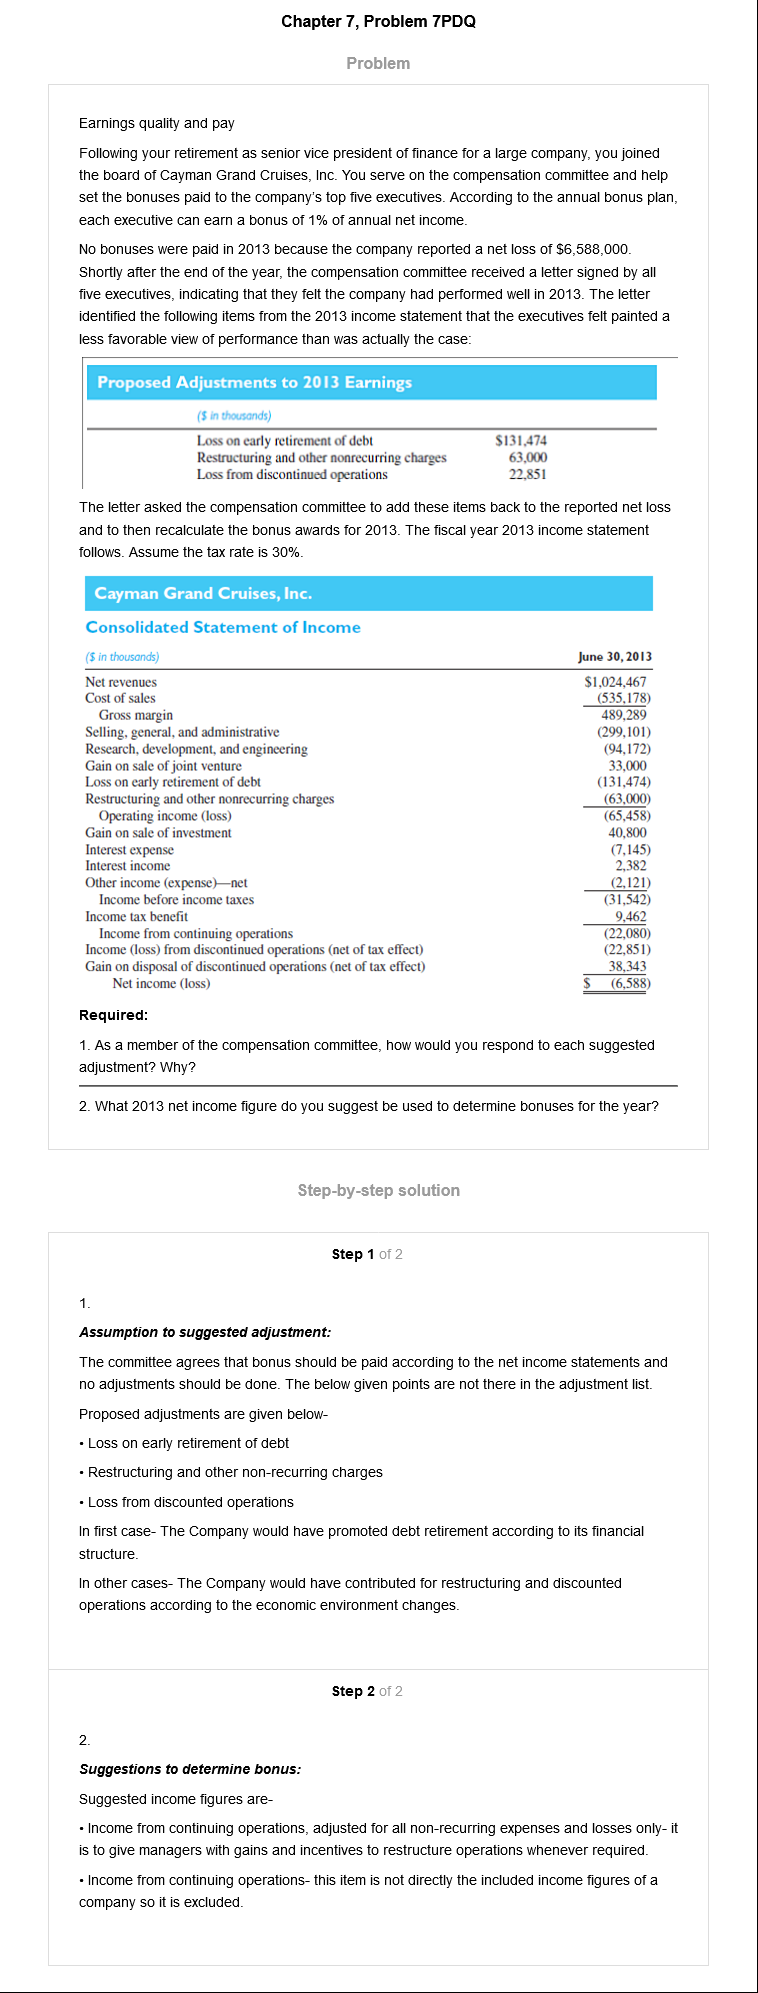 Chapter 7, Problem 7PDQ
Problem
Earnings quality and pay
Following your retirement as senior vice president of finance for a large company, you joined
the board of Cayman Grand Cruises, Inc. You serve on the compensation committee and help
set the bonuses paid to the company's top five executives. According to the annual bonus plan,
each executive can earn a bonus of 1% of annual net income.
No bonuses were paid in 2013 because the company reported a net loss of $6,588,000.
Shortly after the end of the year, the compensation committee received a letter signed by all
five executives, indicating that they felt the company had performed well in 2013. The letter
identified the following items from the 2013 income statement that the executives felt painted a
less favorable view of performance than was actually the case:
Proposed Adjustments to 2013 Earnings
($ in thousands)
Loss on early retirement of debt $131,474
Restructuring and other nonrecurring charges 63,000
Loss from discontinued operations 22,851
The letter asked the compensation committee to add these items back to the reported net loss
and to then recalculate the bonus awards for 2013. The fiscal year 2013 income statement
follows. Assume the tax rate is 30%.
Cayman Grand Cruises, Inc.
Consolidated Statement of Income
($ in thousands) June 30, 2013
Net revenues $1,024,467
Cost of sales (535,178)
Gross margin 489,289
Selling, general, and administrative (299,101)
Research, development, and engineering (94,172)
Gain on sale of joint venture 33,000
Loss on early retirement of debt (131,474)
Restructuring and other nonrecurring charges (63,000)
Operating income (loss) (65,458)
Gain on sale of investment 40,800
Interest expense (7,145)
Interest income 2,382
Other income (expense)—net (2,121)
Income before income taxes (31,542)
Income tax benefit 9,462
Income from continuing operations (22,080)
Income (loss) from discontinued operations (net of tax effect) (22,851)
Gain on disposal of discontinued operations (net of tax effect) 38,343
Net income (loss) $ (6,588)
Required:
1. As a member of the compensation committee, how would you respond to each suggested
adjustment? Why?
2. What 2013 net income figure do you suggest be used to determine bonuses for the year?
Step-by-step solution
Step 1 of 2
1.
Assumption to suggested adjustment:
The committee agrees that bonus should be paid according to the net income statements and
no adjustments should be done. The below given points are not there in the adjustment list.
Proposed adjustments are given below-
• Loss on early retirement of debt
• Restructuring and other non-recurring charges
• Loss from discounted operations
In first case- The Company would have promoted debt retirement according to its financial
structure.
In other cases- The Company would have contributed for restructuring and discounted
operations according to the economic environment changes.
Step 2 of 2
2.
Suggestions to determine bonus:
Suggested income figures are-
• Income from continuing operations, adjusted for all non-recurring expenses and losses only- it
is to give managers with gains and incentives to restructure operations whenever required.
• Income from continuing operations- this item is not directly the included income figures of a
company so it is excluded.